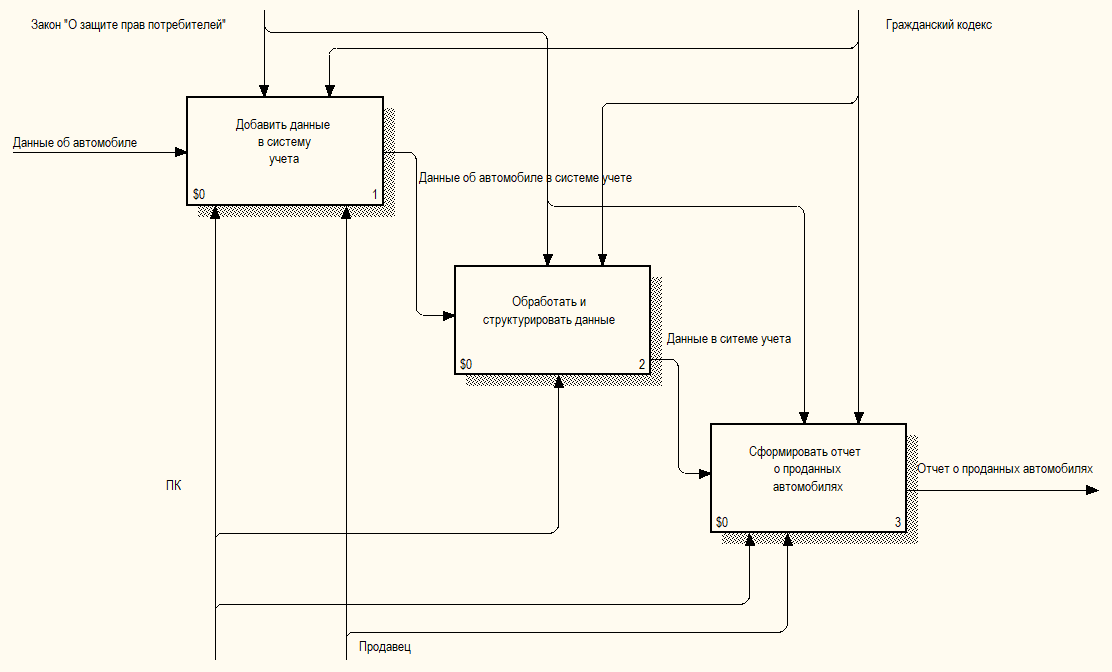 Закон "О защите прав потребителей"
Гражданский кодекс
Добавить данные
в систему
учета
$0
1
Данные об автомобиле
Данные об автомобиле в системе учете
Обработать и
структурировать данные
$0
2
Данные в ситеме учета
Сформировать отчет
о проданных
автомобилях
$0
3
Отчет о проданных автомобилях
ПК
Продавец